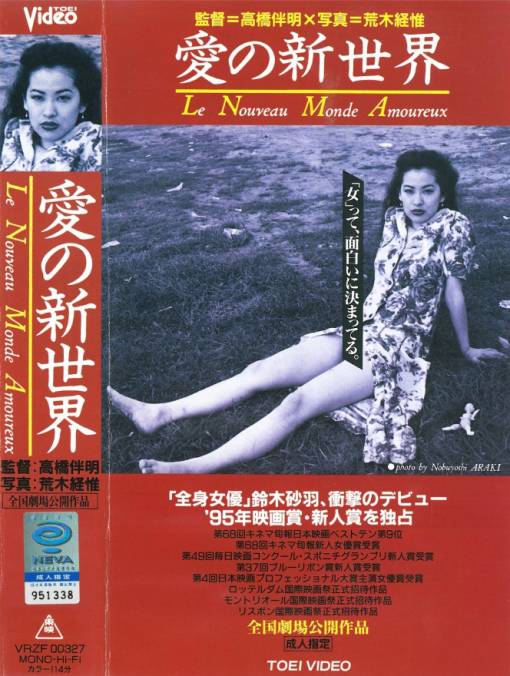 TOEI
Video
愛の新世界
Le Nouveau Monde Amoureux
監督:高橋伴明
写真:荒木経惟
全国劇場公開作品
NEVA
成人指定
951338
東映
VRZF 00327
MONO・Hi-Fi
カラー114分
監督=高橋伴明×写真=荒木経惟
愛の新世界
Le Nouveau Monde Amoureux
「女」って、面白いに決まってる。
●photo by Nobuyoshi ARAKI
「全身女優」鈴木砂羽、衝撃のデビュー
'95年映画賞・新人賞を独占
第68回キネマ旬報日本映画ベストテン第9位
第68回キネマ旬報新人女優賞受賞
第49回毎日映画コンクール・スポニチグランプリ新人賞受賞
第37回ブルーリボン賞新人賞受賞
第4回日本映画プロフェッショナル大賞主演女優賞受賞
ロッテルダム国際映画祭正式招待作品
モントリオール国際映画祭正式招待作品
リスボン国際映画祭正式招待作品
全国劇場公開作品
成人指定
TOEI VIDEO